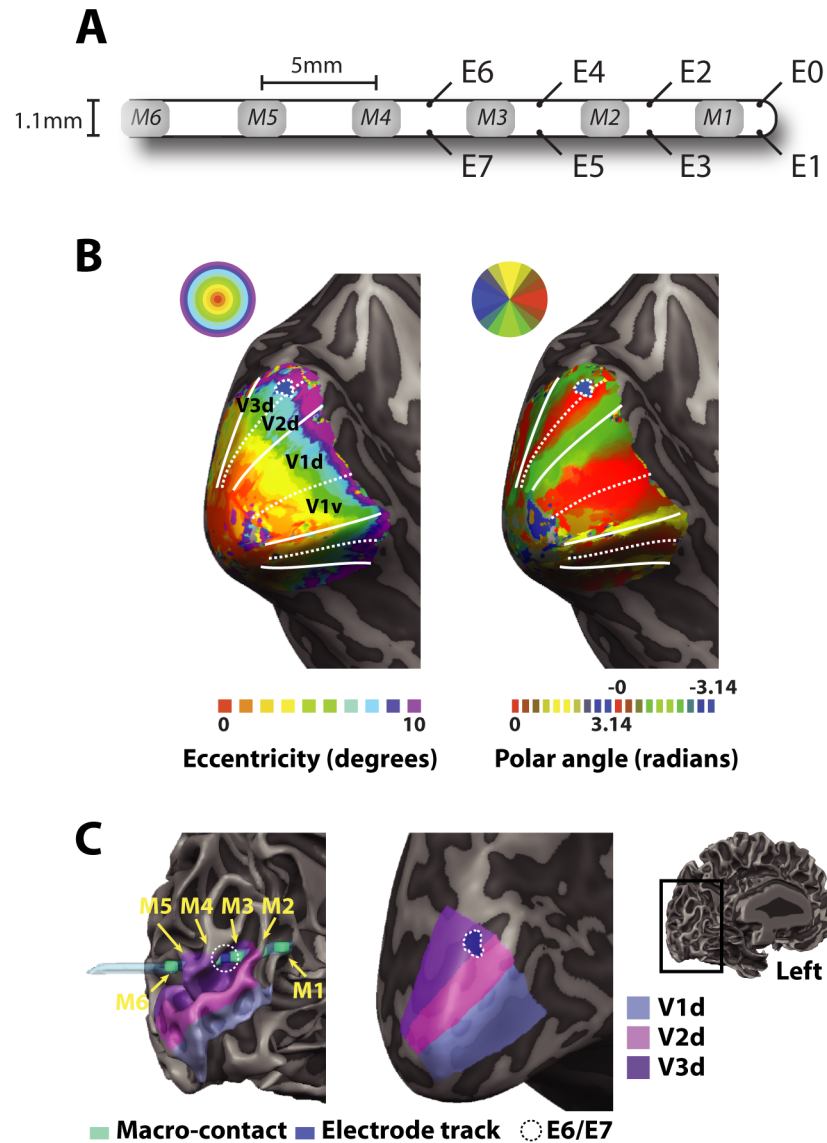 A
5mm
E6 E4 E2 E0
1.1mm
M6 M5 M4 M3 M2 M1
E7 E5 E3 E1
B
V3d
V2d
V1d
V1v
0 10
Eccentricity (degrees)
-0 -3.14
0 3.14
Polar angle (radians)
C
M5 M4 M3 M2
M6
M1
Left
V1d
V2d
V3d
Macro-contact Electrode track E6/E7